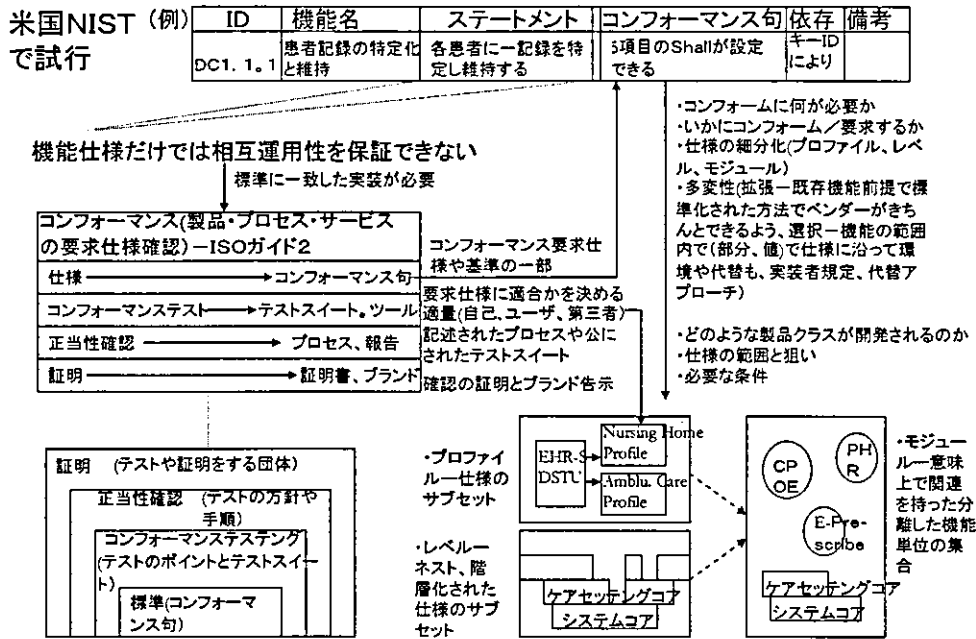 米国NIST (例)
で試行
ID 機能名 ステートメント コンフォーマンス句 依存 備考
DC1. 1。1 患者記録の特定化 各患者に一記録を特 5項目のShallが設定 キーID
と維持 定し維持する できる により
・コンフォームに何が必要か
・いかにコンフォーム／要求するか
・仕様の細分化(プロファイル、レベ
ル、モジュール)
・多変性(拡張－既存機能前提で標
準化された方法でベンダーがきち
んとできるよう、選択－機能の範囲
内で(部分、値)で仕様に沿って環
境や代替も、実装者規定、代替ア
プローチ)
・どのような製品クラスが開発されるのか
・仕様の範囲と狙い
・必要な条件
機能仕様だけでは相互運用性を保証できない
標準に一致した実装が必要
コンフォーマンス(製品・プロセス・サービス
の要求仕様確認)－ISOガイド2
仕様 コンフォーマンス句
コンフォーマンステスト テストスイート。ツール
正当性確認 プロセス、報告
証明 証明書、ブランド
コンフォーマンス要求仕
様や基準の一部
要求仕様に適合かを決める
適量(自己、ユーザ、第三者)
記述されたプロセスや公に
されたテストスイート
確認の証明とブランド告示
証明 (テストや証明をする団体)
正当性確認 (テストの方針や
手順)
コンフォーマンステステング
(テストのポイントとテストスイー
ト)
標準(コンフォーマ
ンス句)
・プロファイ
ルー仕様の
サブセット
EHR-S
DSTU
Nursing Home
Profile
Amblu. Care
Profile
・レベルー
ネスト、階
層化された
仕様のサブ
セット
ケアセッテングコア
システムコア
CP
OE
PH
R
E-Pre-
scribe
ケアセッテングコア
システムコア
・モジュー
ルー意味
上で関連
を持った分
離した機能
単位の集
合